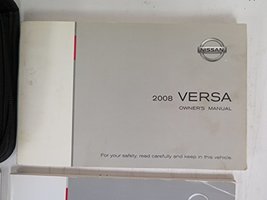 NISSAN
2008 VERSA
OWNER'S MANUAL
For your safety, read carefully and keep in this vehicle.